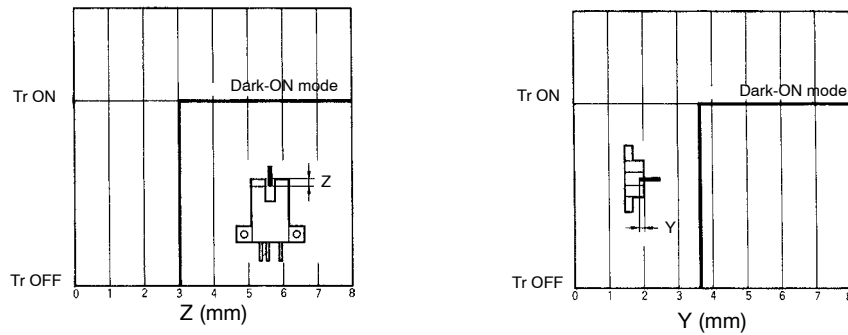 Dark-ON mode
Tr ON
Z
Tr OFF
0 1 2 3 4 5 6 7 8
Z (mm)
Dark-ON mode
Tr ON
Y
Tr OFF
0 1 2 3 4 5 6 7 8
Y (mm)